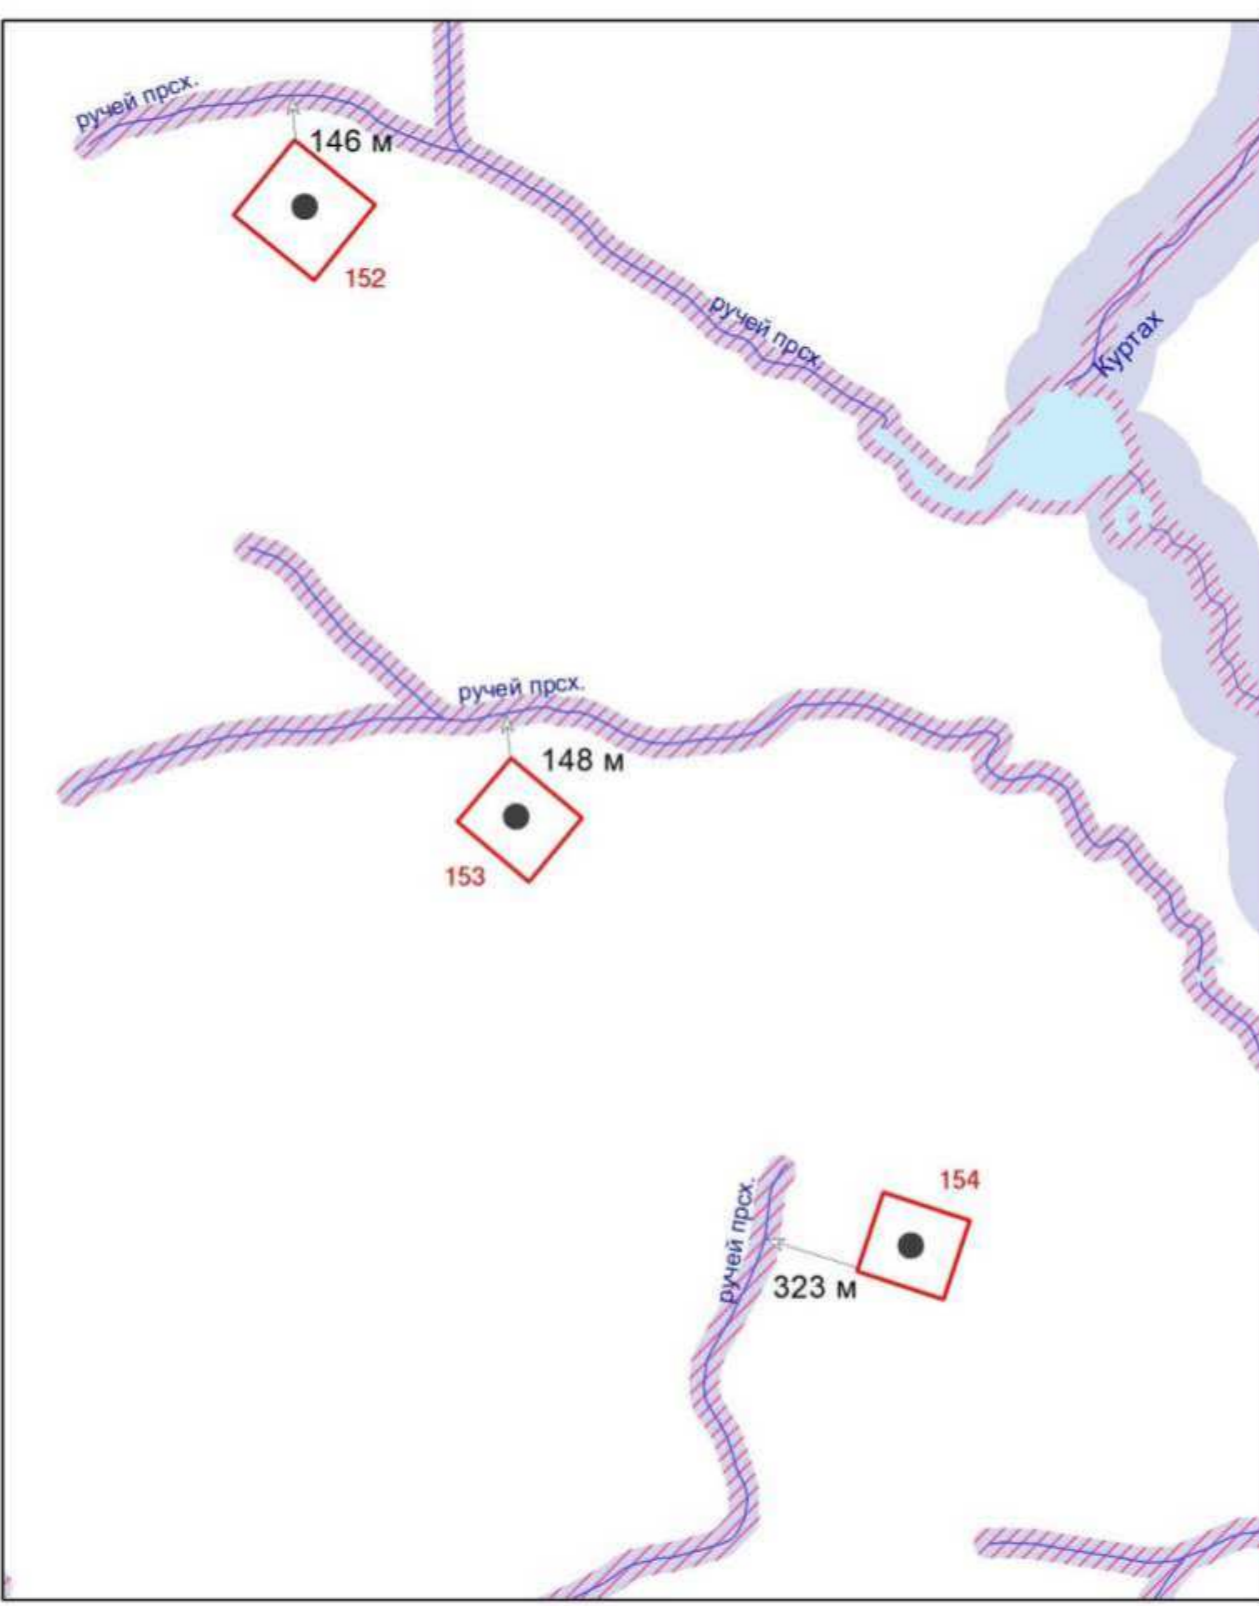 ручей прсх.
146 м
152
ручей прсх.
Куртах
ручей прсх.
148 м
153
154
ручей прсх.
323 м